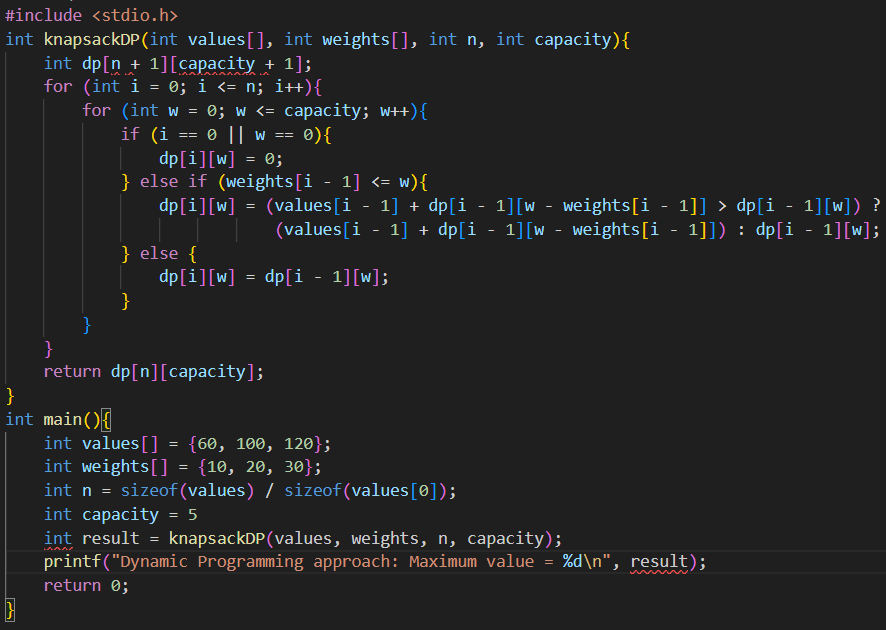 #include <stdio.h>
int knapsackDP(int values[], int weights[], int n, int capacity){
    int dp[n + 1][capacity + 1];
    for (int i = 0; i <= n; i++){
        for (int w = 0; w <= capacity; w++){
            if (i == 0 || w == 0){
                dp[i][w] = 0;
            } else if (weights[i - 1] <= w){
                dp[i][w] = (values[i - 1] + dp[i - 1][w - weights[i - 1]] > dp[i - 1][w]) ?
                            (values[i - 1] + dp[i - 1][w - weights[i - 1]]) : dp[i - 1][w];
            } else {
                dp[i][w] = dp[i - 1][w];
            }
        }
    }
    return dp[n][capacity];
}
int main(){
    int values[] = {60, 100, 120};
    int weights[] = {10, 20, 30};
    int n = sizeof(values) / sizeof(values[0]);
    int capacity = 5
    int result = knapsackDP(values, weights, n, capacity);
    printf("Dynamic Programming approach: Maximum value = %d\n", result);
    return 0;
}